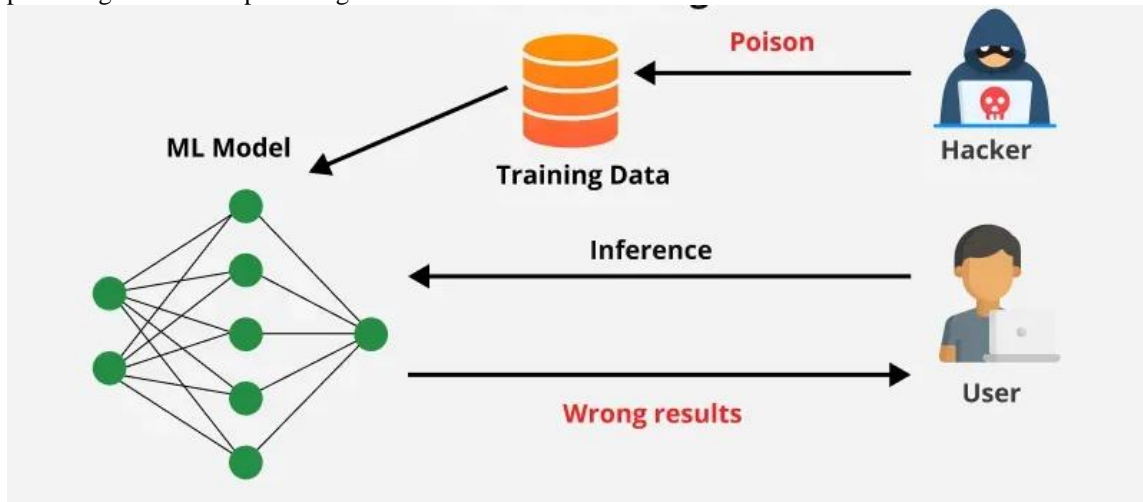 Poison
Hacker
Training Data
ML Model
Inference
User
Wrong results